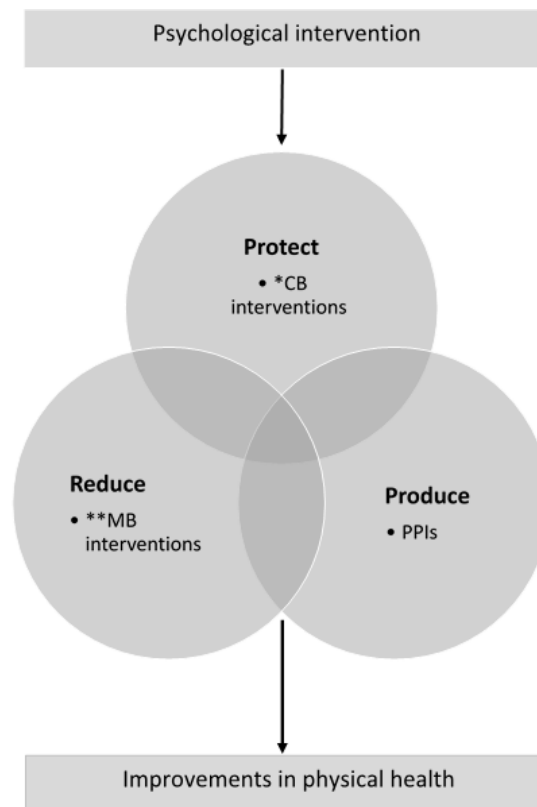 Psychological intervention
Protect
• *CB
interventions
Reduce
• **MB
interventions
Produce
• PPIs
Improvements in physical health